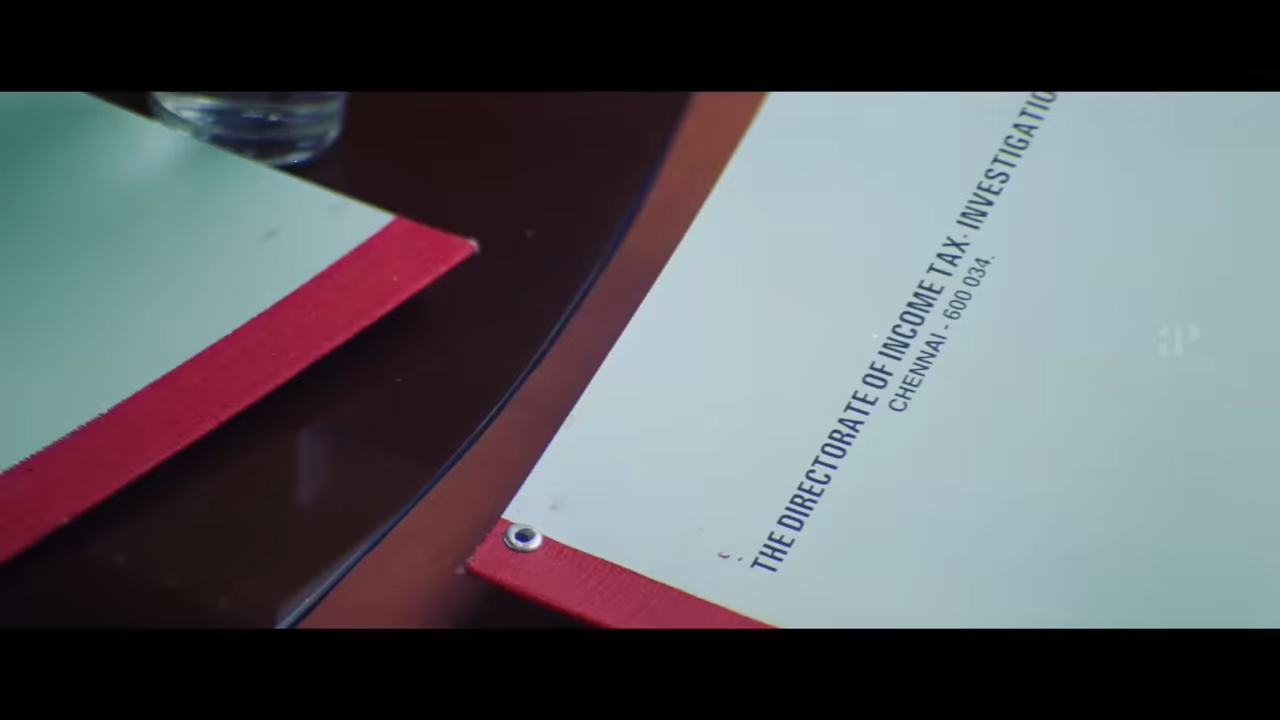 THE DIRECTORATE OF INCOME TAX- INVESTIGATIO
CHENNAI - 600 034.